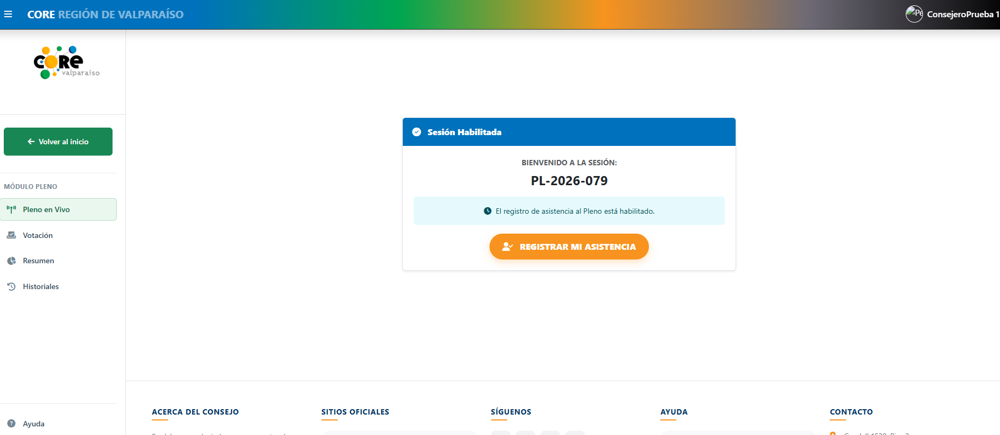 CORE REGIÓN DE VALPARAÍSO
Pe
ConsejeroPrueba 1
CORE
valparaíso
Volver al inicio
MÓDULO PLENO
Pleno en Vivo
Votación
Resumen
Historiales
Ayuda
Sesión Habilitada
BIENVENIDO A LA SESIÓN:
PL-2026-079
El registro de asistencia al Pleno está habilitado.
REGISTRAR MI ASISTENCIA
ACERCA DEL CONSEJO
SITIOS OFICIALES
SÍGUENOS
AYUDA
CONTACTO